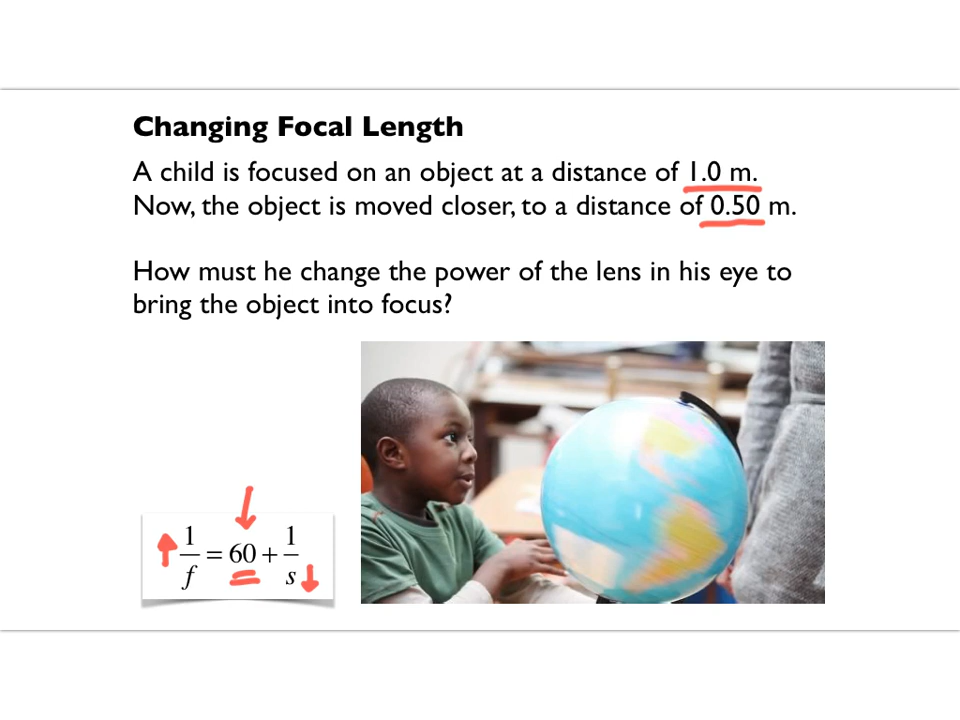 Changing Focal Length
A child is focused on an object at a distance of 1.0 m.
Now, the object is moved closer, to a distance of 0.50 m.
How must he change the power of the lens in his eye to
bring the object into focus?
1/f = 60 + 1/s